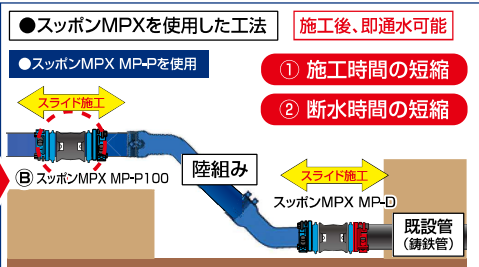 ●スッポンMPXを使用した工法
施工後、即通水可能
●スッポンMPX MP-Pを使用
① 施工時間の短縮
② 断水時間の短縮
スライド施工
Ⓑ スッポンMPX MP-P100
陸組み
スライド施工
スッポンMPX MP-D
既設管
(鋳鉄管)